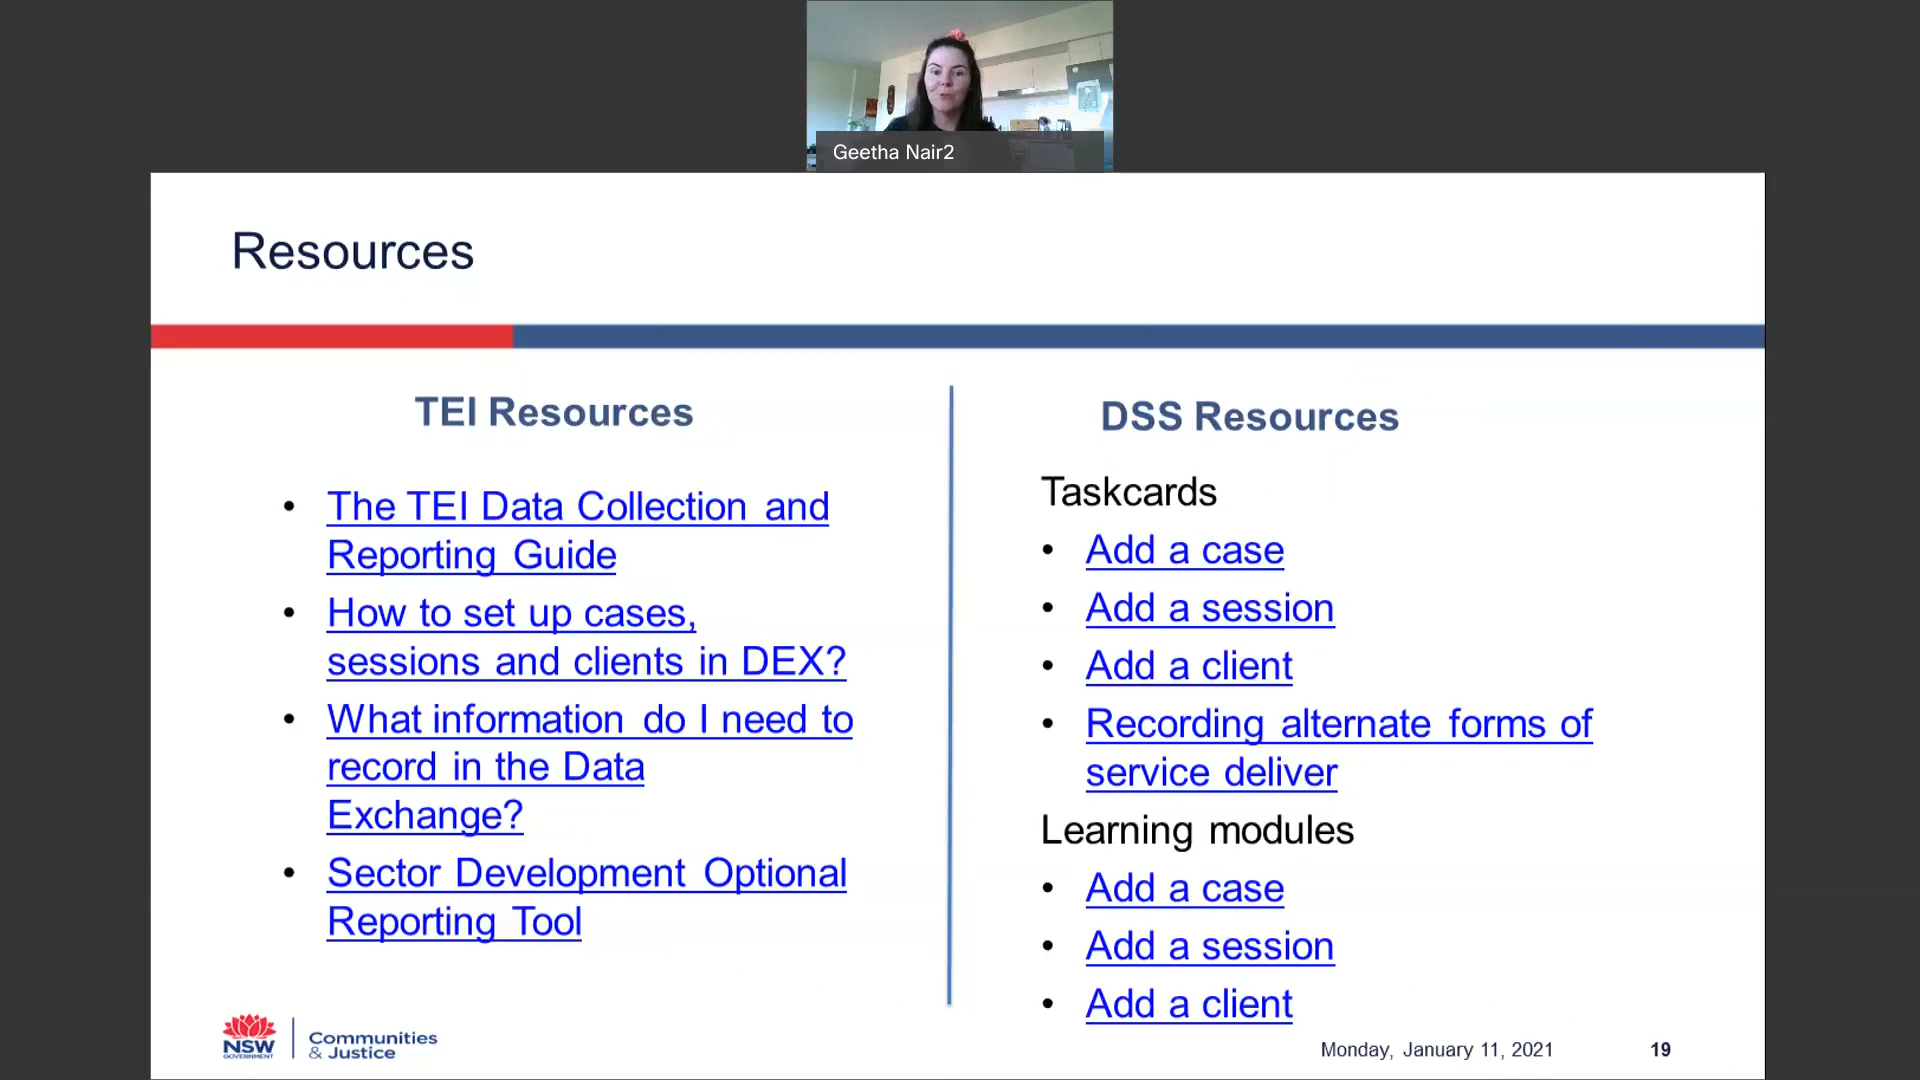 Geetha Nair2
Resources
TEI Resources
• The TEI Data Collection and
Reporting Guide
• How to set up cases,
sessions and clients in DEX?
• What information do I need to
record in the Data
Exchange?
• Sector Development Optional
Reporting Tool
DSS Resources
Taskcards
• Add a case
• Add a session
• Add a client
• Recording alternate forms of
service deliver
Learning modules
• Add a case
• Add a session
• Add a client
NSW
GOVERNMENT
Communities
& Justice
Monday, January 11, 2021
19